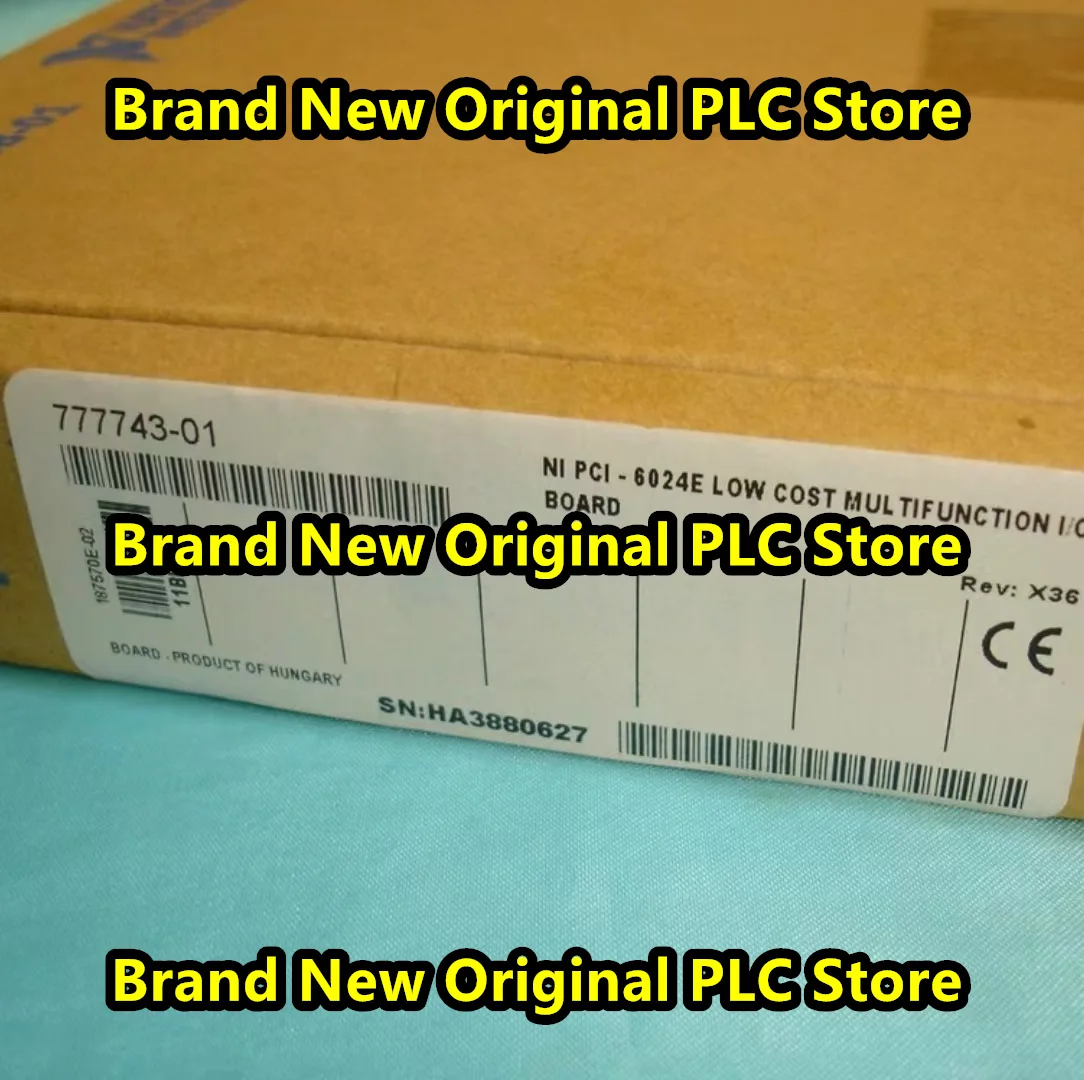 Brand New Original PLC Store
777743-01
NI PCI - 6024E LOW COST MULTIFUNCTION I/O
BOARD
Brand New Original PLC Store
187570E-02
Rev: X36
CE
BOARD - PRODUCT OF HUNGARY
SN:HA3880627
Brand New Original PLC Store